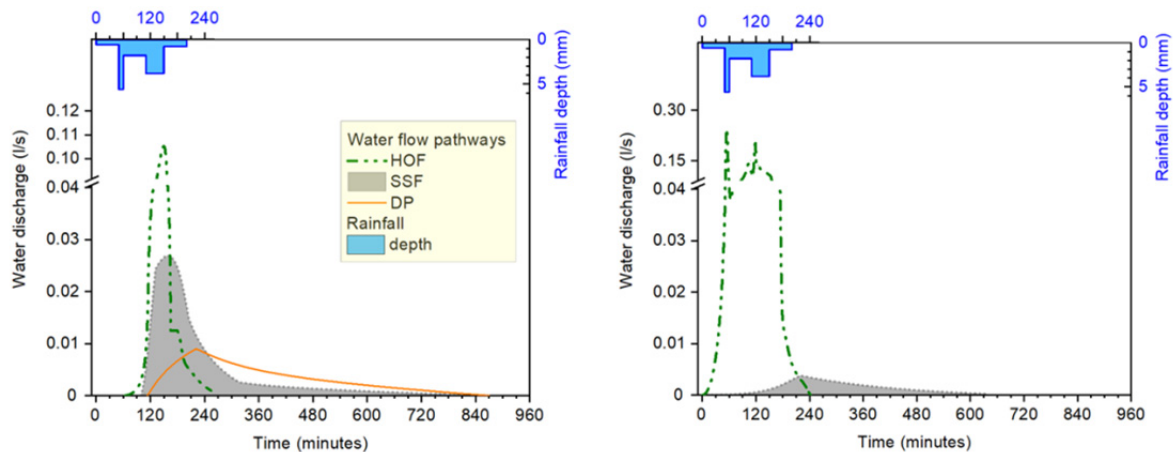 0 120 240
0
5
Rainfall depth (mm)
0.12
0.11
0.10
0.04
0.03
0.02
0.01
0
Water discharge (l/s)
Water flow pathways
HOF
SSF
DP
Rainfall
depth
0 120 240 360 480 600 720 840 960
Time (minutes)
0 120 240
0
5
Rainfall depth (mm)
0.30
0.15
0.04
0.03
0.02
0.01
0
Water discharge (l/s)
0 120 240 360 480 600 720 840 960
Time (minutes)